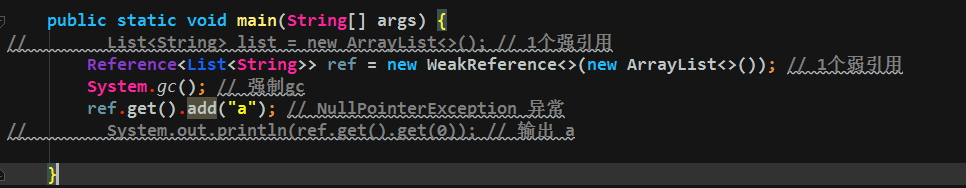 public static void main(String[] args) {
//        List<String> list = new ArrayList<>(); // 1个强引用
Reference<List<String>> ref = new WeakReference<>(new ArrayList<>()); // 1个弱引用
System.gc(); // 强制gc
ref.get().add("a"); // NullPointerException 异常
//        System.out.println(ref.get().get(0)); // 输出 a
}